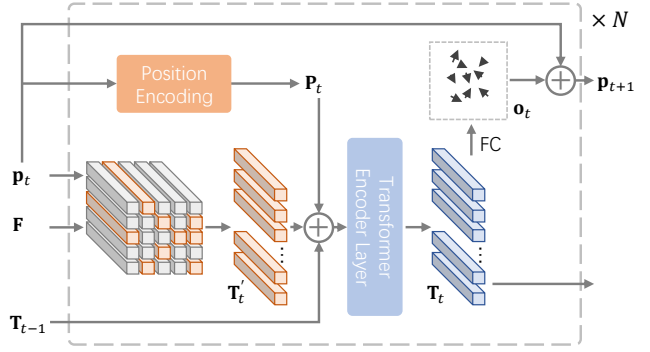 × N
Position
Encoding
P_t
o_t
p_{t+1}
FC
p_t
F
Transformer
Encoder Layer
T'_t
T_t
T_{t−1}